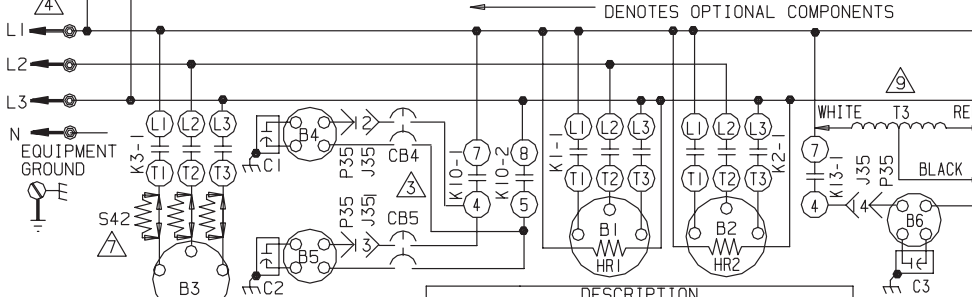 4
DENOTES OPTIONAL COMPONENTS
L1
L2
L3
9
N
EQUIPMENT
GROUND
K3-1
L1 L2 L3
T1 T2 T3
S42
7
B3
B4
C1
P35 J35
12
CB4
3
B5
C2
P35 J35
13
CB5
K10-1
7
4
K10-2
8
5
K1-1
L1 L2 L3
T1 T2 T3
B1
HR1
L1 L2 L3
T1 T2 T3
K2-1
B2
HR2
WHITE T3 RE
BLACK
7
4
K13-1
J35 P35
14
B6
C3
DESCRIPTION